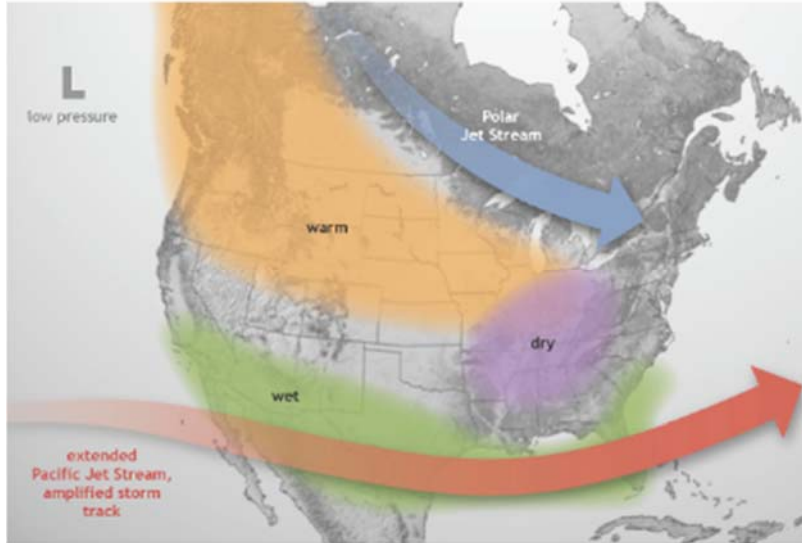 L
low pressure
Polar
Jet Stream
warm
dry
wet
extended
Pacific Jet Stream,
amplified storm
track